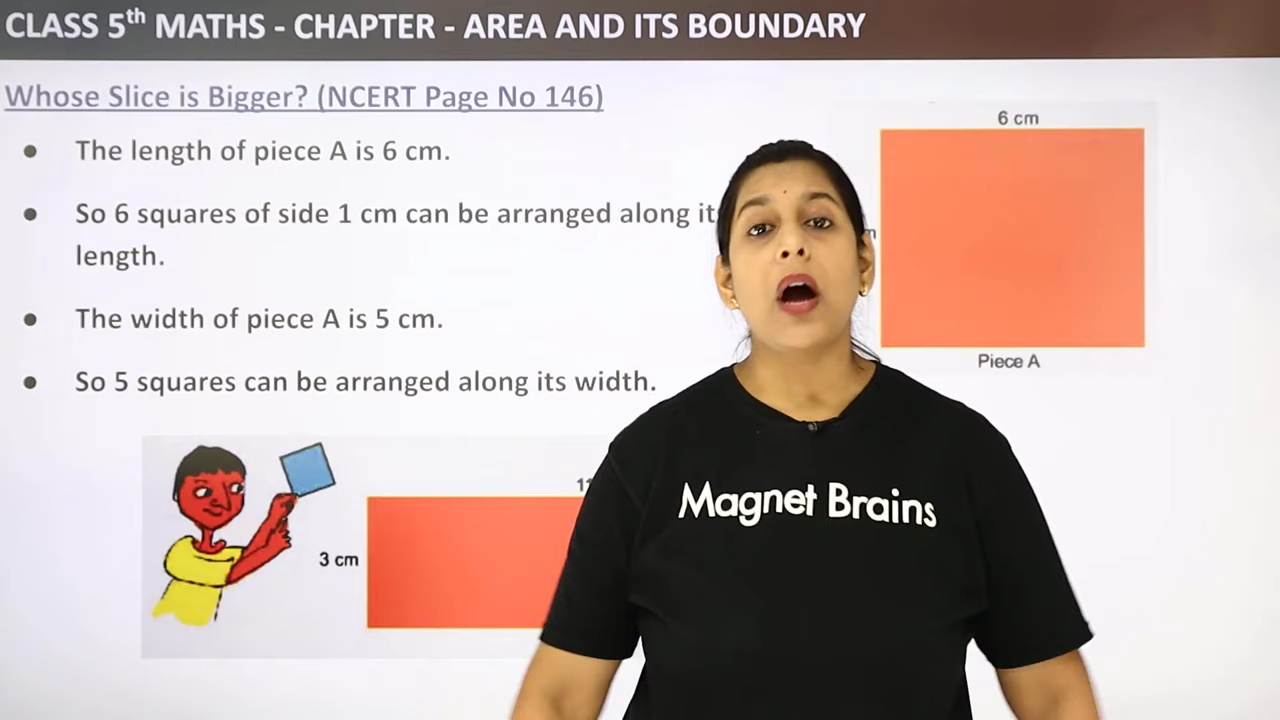 CLASS 5th MATHS - CHAPTER - AREA AND ITS BOUNDARY
Whose Slice is Bigger? (NCERT Page No 146)
● The length of piece A is 6 cm.
● So 6 squares of side 1 cm can be arranged along its
length.
● The width of piece A is 5 cm.
● So 5 squares can be arranged along its width.
6 cm
Piece A
3 cm
Magnet Brains